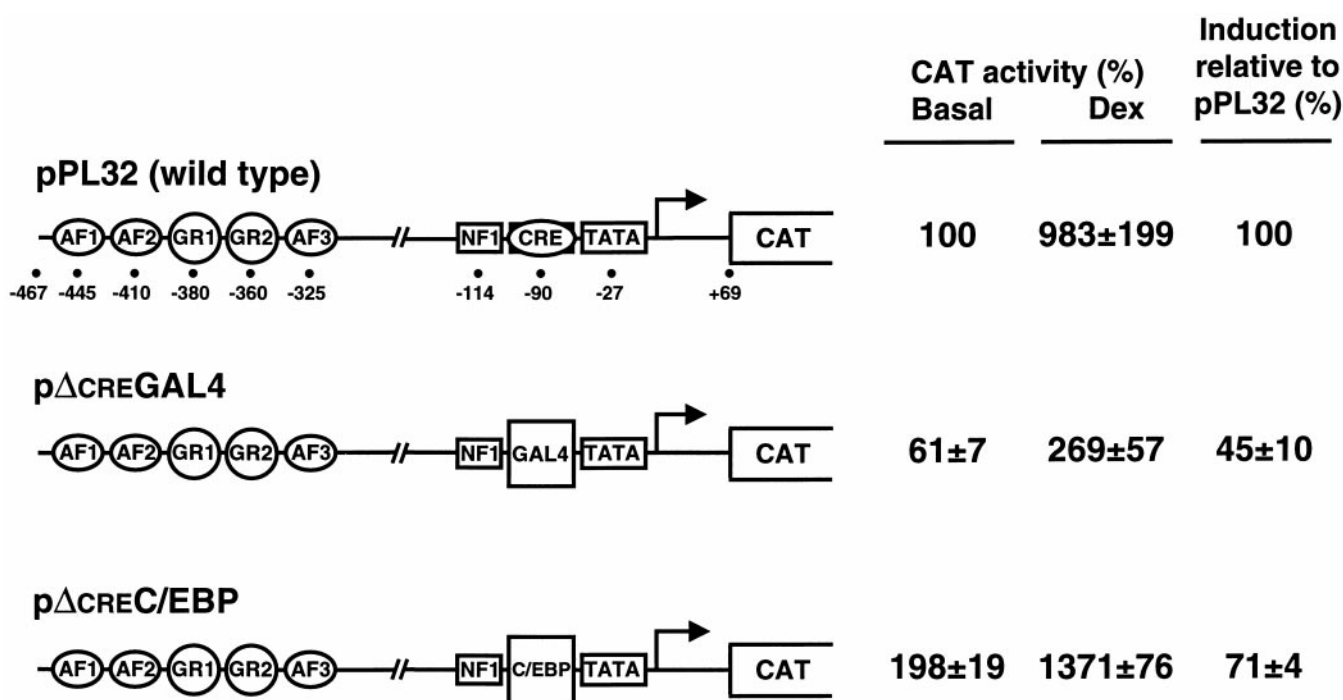 Induction
CAT activity (%) relative to
Basal Dex pPL32 (%)
pPL32 (wild type)
AF1 AF2 GR1 GR2 AF3 // NF1 CRE TATA CAT 100 983±199 100
-467 -445 -410 -380 -360 -325 -114 -90 -27 +69
pΔCREGAL4
AF1 AF2 GR1 GR2 AF3 // NF1 GAL4 TATA CAT 61±7 269±57 45±10
pΔCREC/EBP
AF1 AF2 GR1 GR2 AF3 // NF1 C/EBP TATA CAT 198±19 1371±76 71±4